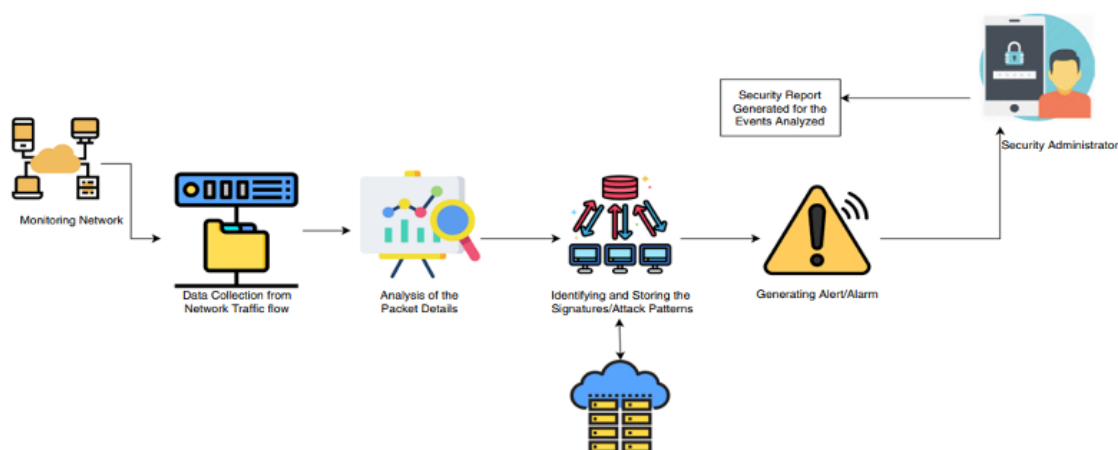 Security Report
Generated for the
Events Analyzed
Security Administrator
Monitoring Network
Data Collection from
Network Traffic flow
Analysis of the
Packet Details
Identifying and Storing the
Signatures/Attack Patterns
Generating Alert/Alarm